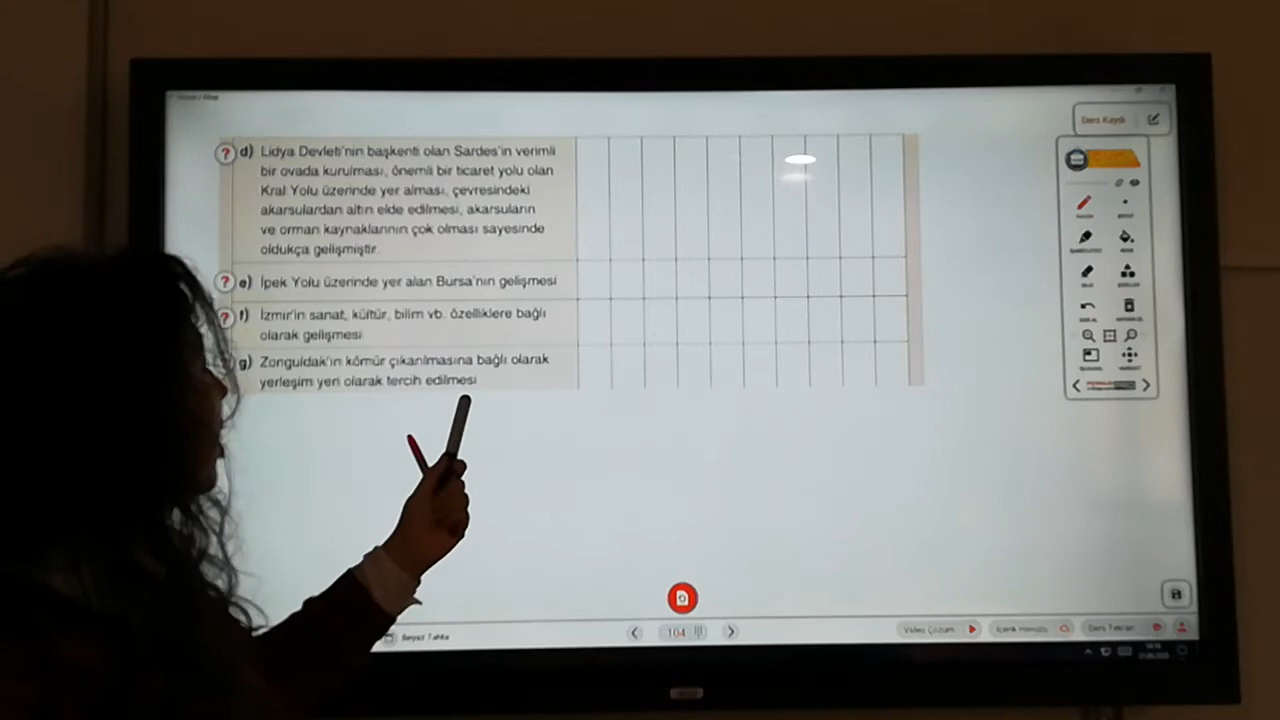 Ders Kaydı
? d) Lidya Devleti'nin başkenti olan Sardes'in verimli
bir ovada kurulması, önemli bir ticaret yolu olan
Kral Yolu üzerinde yer alması, çevresindeki
akarsulardan altın elde edilmesi, akarsuların
ve orman kaynaklarının çok olması sayesinde
oldukça gelişmiştir.
? e) İpek Yolu üzerinde yer alan Bursa'nın gelişmesi
? f) İzmir'in sanat, kültür, bilim vb. özelliklere bağlı
olarak gelişmesi
g) Zonguldak'ın kömür çıkarılmasına bağlı olarak
yerleşim yeri olarak tercih edilmesi
Beyaz Tahta
104
Video Çözüm
Ders Tekrarı